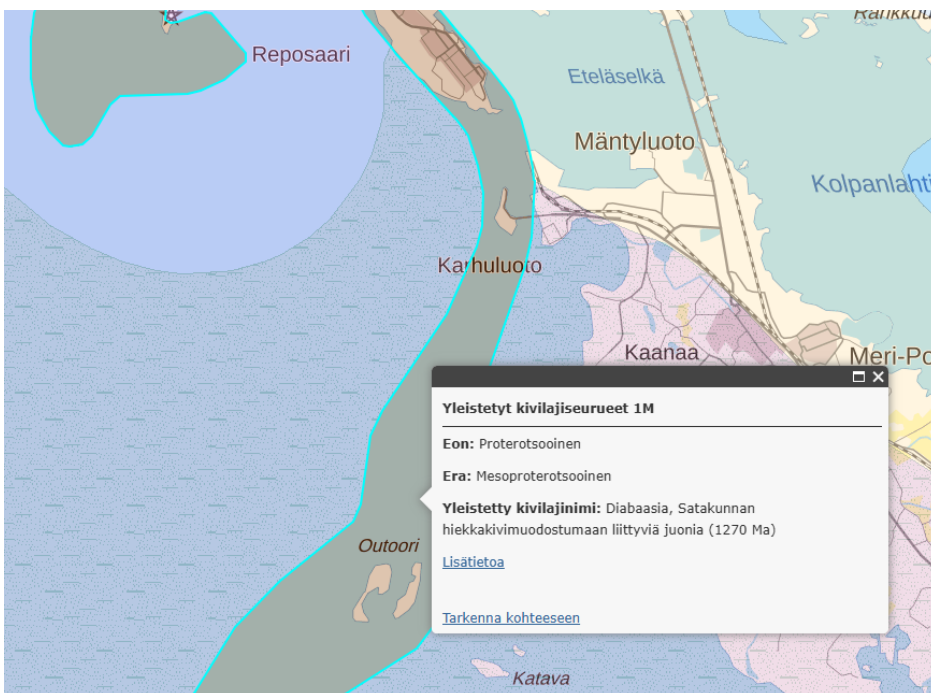 Rankkuu
Reposaari
Eteläselkä
Mäntyluoto
Kolpanlahti
Karhuluoto
Kaanaa
Meri-Po
Yleistetyt kivilajiseurueet 1M
Eon: Proterotsooinen
Era: Mesoproterotsooinen
Yleistetty kivilajinimi: Diabaasia, Satakunnan
hiekkakivimuodostumaan liittyviä juonia (1270 Ma)
Outoori
Lisätietoa
Tarkenna kohteeseen
Katava